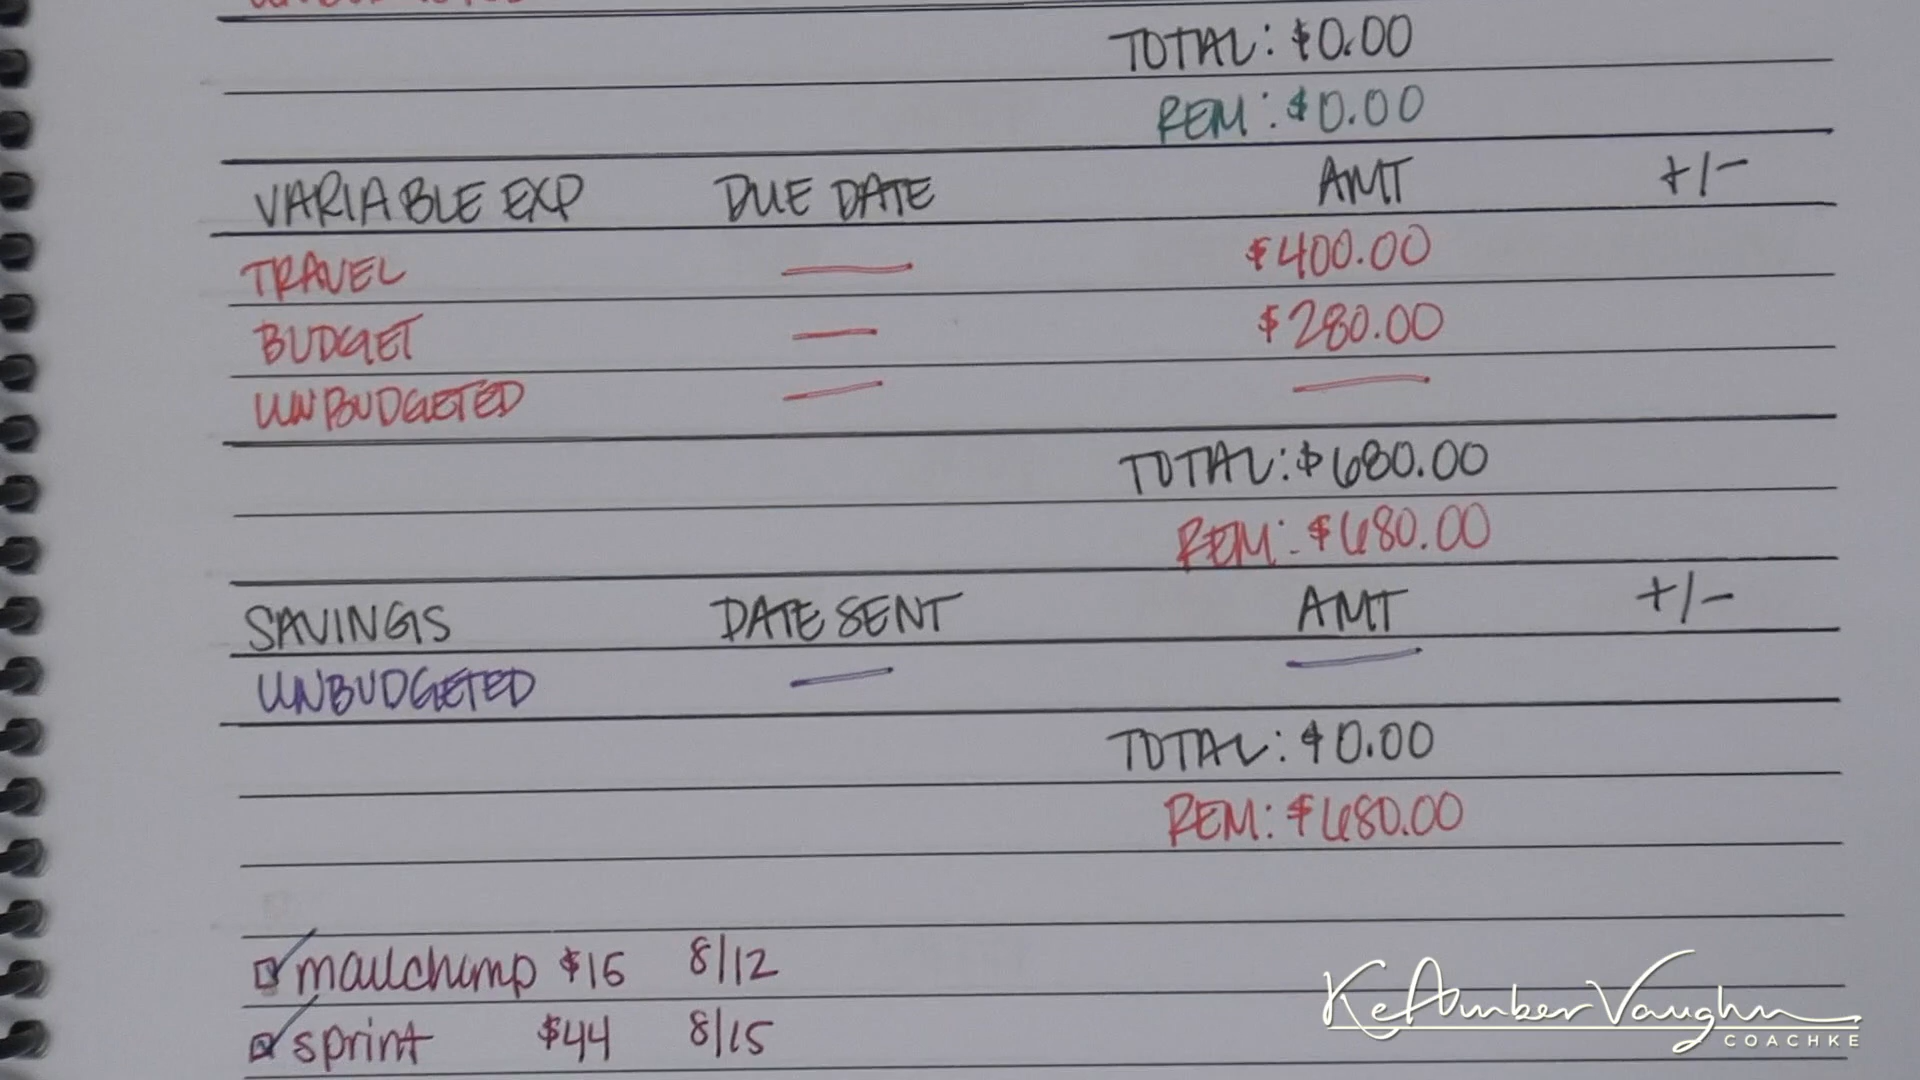 TOTAL: $0.00
REM: $0.00
VARIABLE EXP DUE DATE AMT +/-
TRAVEL — $400.00
BUDGET — $280.00
UNBUDGETED — —
TOTAL: $680.00
REM: -$680.00
SAVINGS DATE SENT AMT +/-
UNBUDGETED — —
TOTAL: $0.00
REM: $680.00
mailchimp $15 8/12
sprint $44 8/15
KeAmber Vaughn
COACHKE